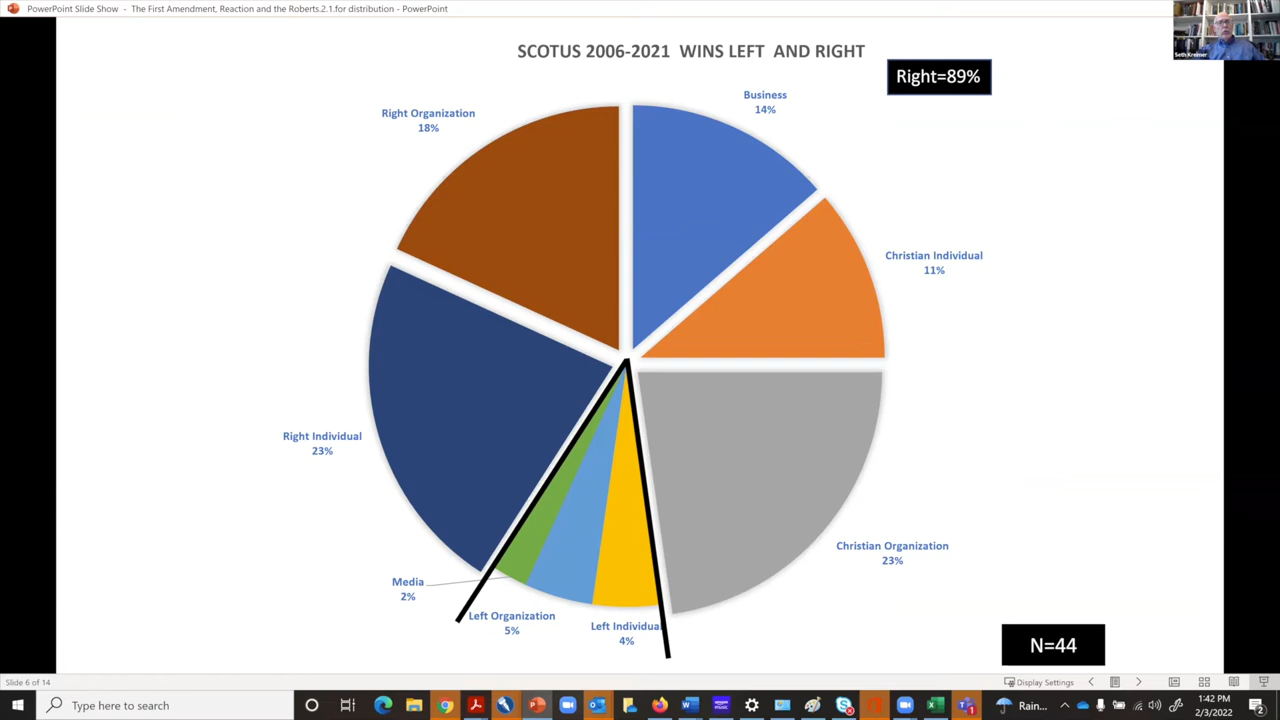 PowerPoint Slide Show - The First Amendment, Reaction and the Roberts.2.1.for distribution - PowerPoint
Seth Kreimer
SCOTUS 2006-2021 WINS LEFT AND RIGHT
Right=89%
Business
14%
Right Organization
18%
Christian Individual
11%
Right Individual
23%
Christian Organization
23%
Media
2%
Left Organization
5%
Left Individual
4%
N=44
Slide 6 of 14
Display Settings
Type here to search
Rain...
1:42 PM
2/3/2022